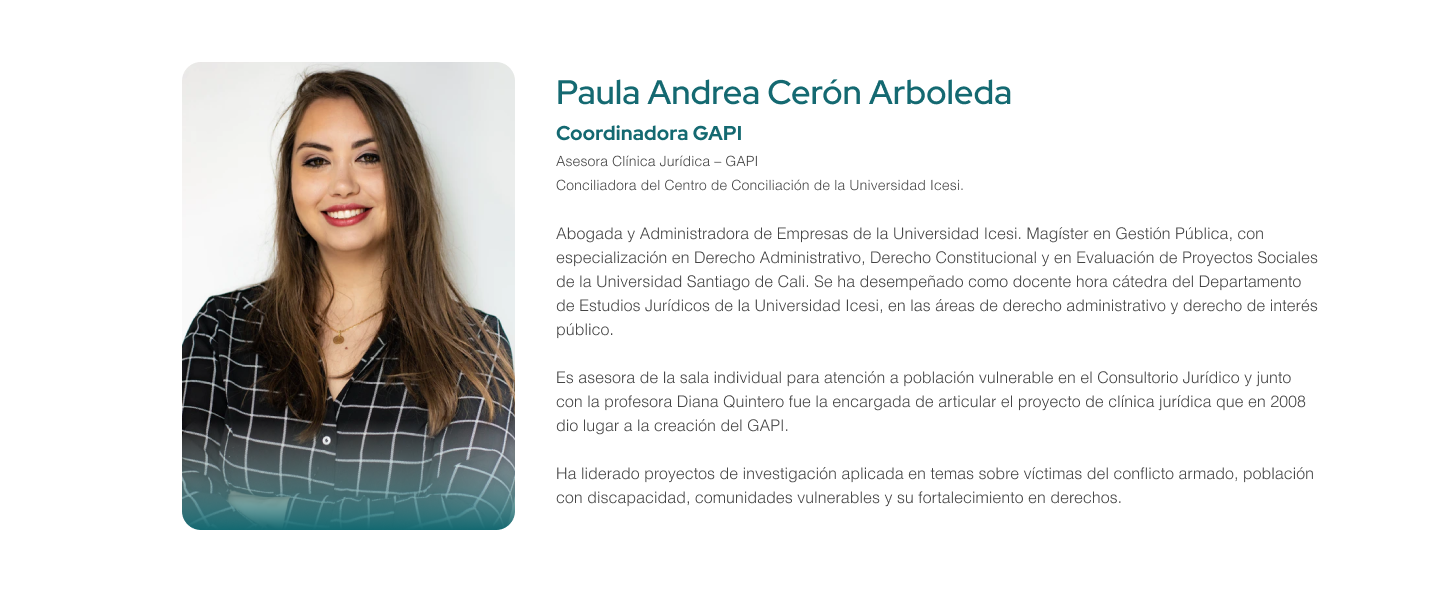 Paula Andrea Cerón Arboleda
Coordinadora GAPI
Asesora Clínica Jurídica – GAPI
Conciliadora del Centro de Conciliación de la Universidad Icesi.
Abogada y Administradora de Empresas de la Universidad Icesi. Magíster en Gestión Pública, con
especialización en Derecho Administrativo, Derecho Constitucional y en Evaluación de Proyectos Sociales
de la Universidad Santiago de Cali. Se ha desempeñado como docente hora cátedra del Departamento
de Estudios Jurídicos de la Universidad Icesi, en las áreas de derecho administrativo y derecho de interés
público.
Es asesora de la sala individual para atención a población vulnerable en el Consultorio Jurídico y junto
con la profesora Diana Quintero fue la encargada de articular el proyecto de clínica jurídica que en 2008
dio lugar a la creación del GAPI.
Ha liderado proyectos de investigación aplicada en temas sobre víctimas del conflicto armado, población
con discapacidad, comunidades vulnerables y su fortalecimiento en derechos.